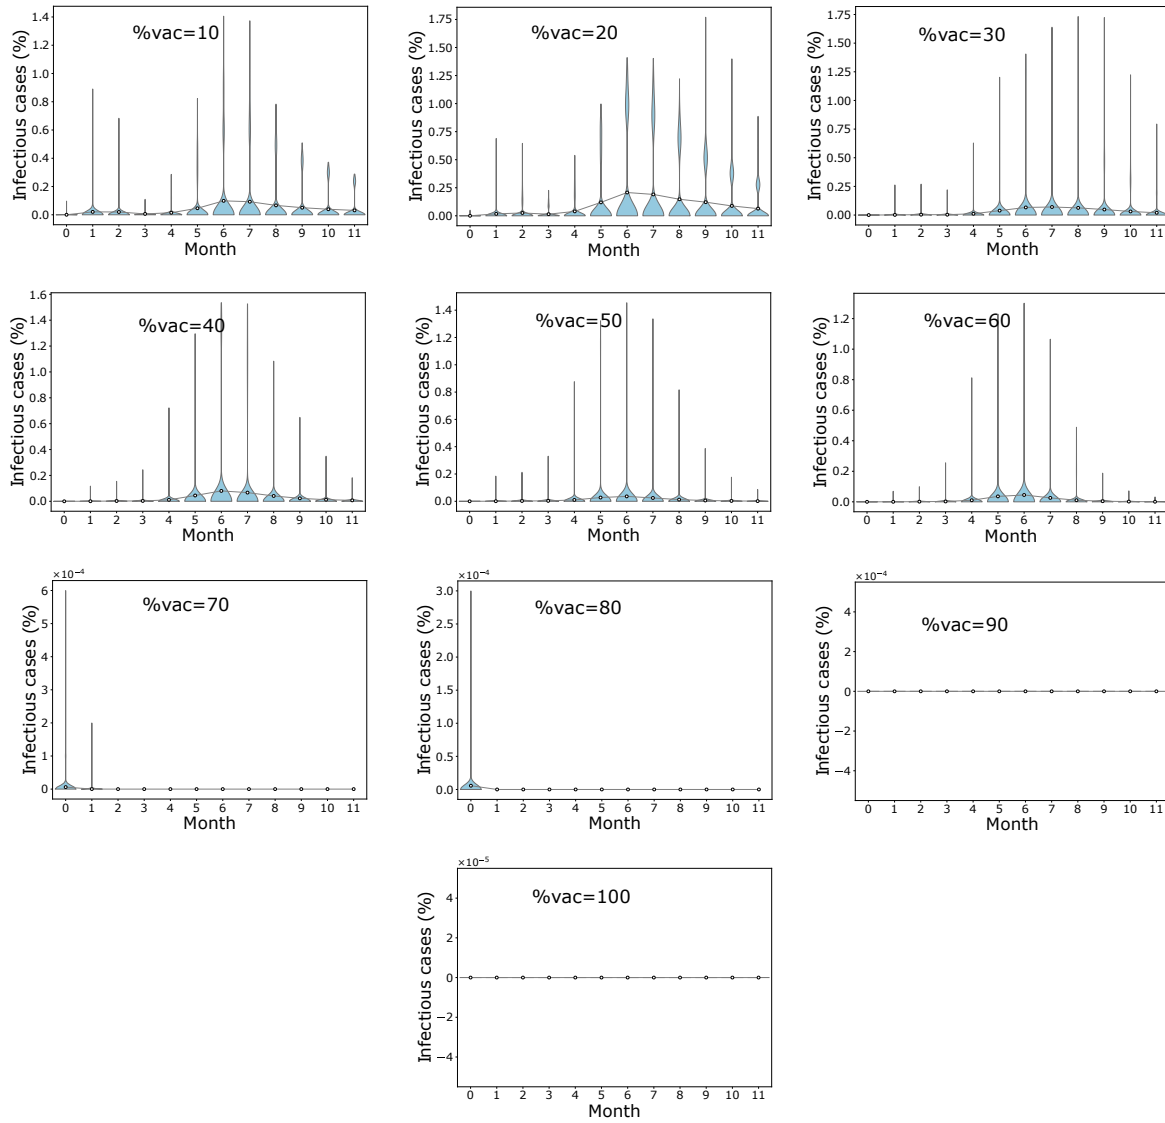 %vac=10
Infectious cases (%)
1.4
1.2
1.0
0.8
0.6
0.4
0.2
0.0
0 1 2 3 4 5 6 7 8 9 10 11
Month
%vac=20
Infectious cases (%)
1.75
1.50
1.25
1.00
0.75
0.50
0.25
0.00
0 1 2 3 4 5 6 7 8 9 10 11
Month
%vac=30
Infectious cases (%)
1.75
1.50
1.25
1.00
0.75
0.50
0.25
0.00
0 1 2 3 4 5 6 7 8 9 10 11
Month
%vac=40
Infectious cases (%)
1.6
1.4
1.2
1.0
0.8
0.6
0.4
0.2
0.0
0 1 2 3 4 5 6 7 8 9 10 11
Month
%vac=50
Infectious cases (%)
1.4
1.2
1.0
0.8
0.6
0.4
0.2
0.0
0 1 2 3 4 5 6 7 8 9 10 11
Month
%vac=60
Infectious cases (%)
1.2
1.0
0.8
0.6
0.4
0.2
0.0
0 1 2 3 4 5 6 7 8 9 10 11
Month
×10⁻⁴
%vac=70
Infectious cases (%)
6
5
4
3
2
1
0
0 1 2 3 4 5 6 7 8 9 10 11
Month
×10⁻⁴
%vac=80
Infectious cases (%)
3.0
2.5
2.0
1.5
1.0
0.5
0.0
0 1 2 3 4 5 6 7 8 9 10 11
Month
×10⁻⁴
%vac=90
Infectious cases (%)
4
2
0
−2
−4
0 1 2 3 4 5 6 7 8 9 10 11
Month
×10⁻⁵
%vac=100
Infectious cases (%)
4
2
0
−2
−4
0 1 2 3 4 5 6 7 8 9 10 11
Month